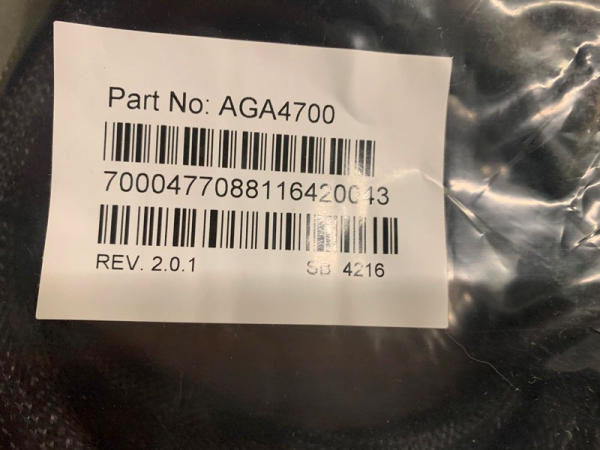 Part No: AGA4700
7000477088116420043
REV. 2.0.1
SB 4216